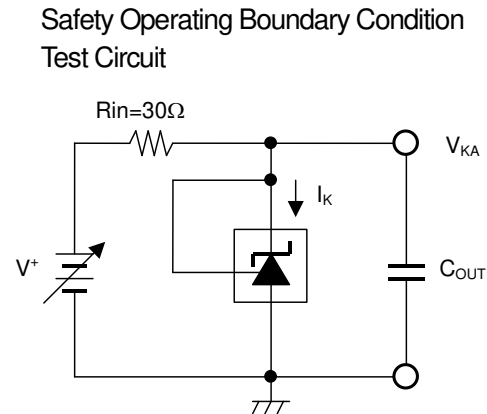 Safety Operating Boundary Condition
Test Circuit
Rin=30Ω
V_KA
I_K
V⁺
C_OUT